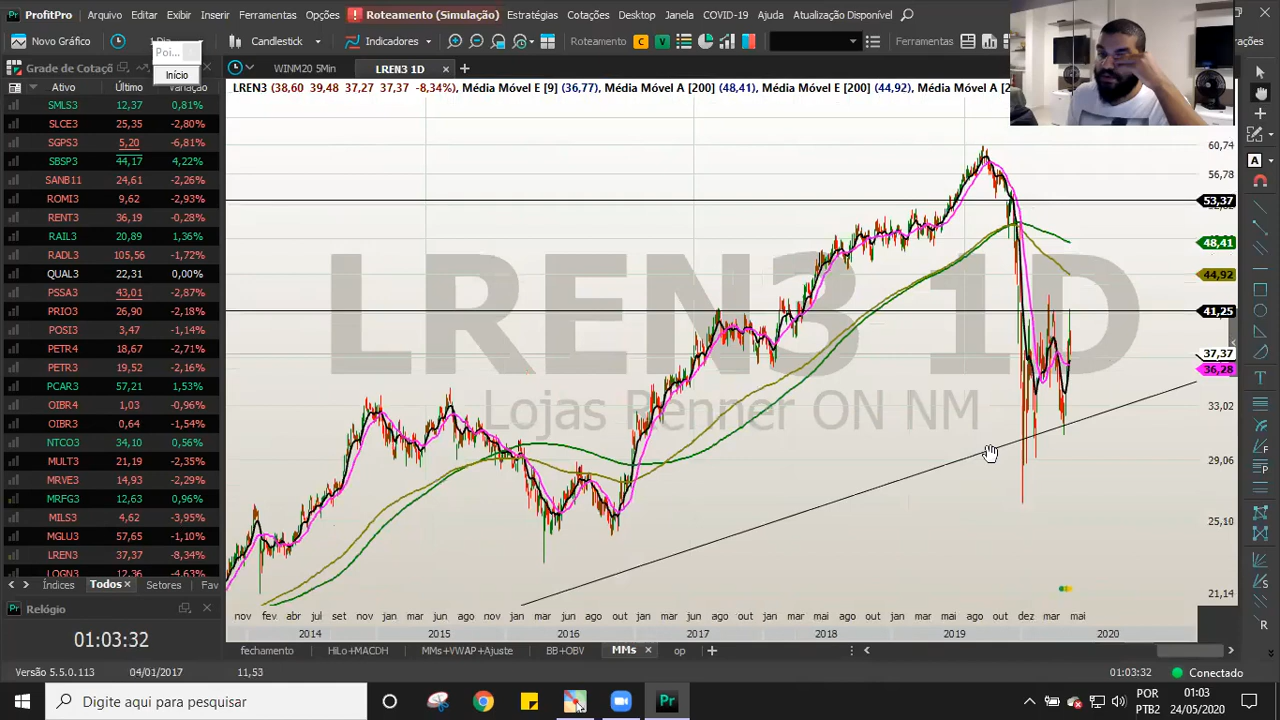 ProfitPro Arquivo Editar Exibir Inserir Ferramentas Opções Roteamento (Simulação) Estratégias Cotações Desktop Janela COVID-19 Ajuda Atualização Disponível
Novo Gráfico 1 Dia Candlestick Indicadores Roteamento C V Ferramentas
Poi...
Início
Grade de Cotaçõ
WINM20 5Min LREN3 1D
Ativo Último Variação
SMLS3 12,37 0,81%
SLCE3 25,35 -2,80%
SGPS3 5,20 -6,81%
SBSP3 44,17 4,22%
SANB11 24,61 -2,26%
ROMI3 9,62 -2,93%
RENT3 36,19 -0,28%
RAIL3 20,89 1,36%
RADL3 105,56 -1,72%
QUAL3 22,31 0,00%
PSSA3 43,01 -2,87%
PRIO3 26,90 -2,18%
POSI3 3,47 -1,14%
PETR4 18,67 -2,71%
PETR3 19,52 -2,16%
PCAR3 57,21 1,53%
OIBR4 1,03 -0,96%
OIBR3 0,64 -1,54%
NTCO3 34,10 0,56%
MULT3 21,19 -2,35%
MRVE3 14,93 -2,29%
MRFG3 12,63 0,96%
MILS3 4,62 -3,95%
MGLU3 57,65 -1,10%
LREN3 37,37 -8,34%
LOGN3 12,36 -4,63%
Índices Todos Setores Fav
Relógio
01:03:32
LREN3 (38,60 39,48 37,27 37,37 -8,34%), Média Móvel E [9] (36,77), Média Móvel A [200] (48,41), Média Móvel E [200] (44,92), Média Móvel A [2
LREN3 1D
Lojas Renner ON NM
60,74
56,78
53,37
48,41
44,92
41,25
37,37
36,28
33,02
29,06
25,10
21,14
nov fev abr jul set nov jan mar jul set nov jan mar jun ago out jan mar jun ago out jan mar mai ago out jan mar mai ago out dez mar mai
2014 2015 2016 2017 2018 2019 2020
fechamento HiLo+MACDH MMs+VWAP+Ajuste BB+OBV MMs op
Versão 5.5.0.113 04/01/2017 11,53 01:03:32 Conectado
Digite aqui para pesquisar
POR
PTB2
01:03
24/05/2020